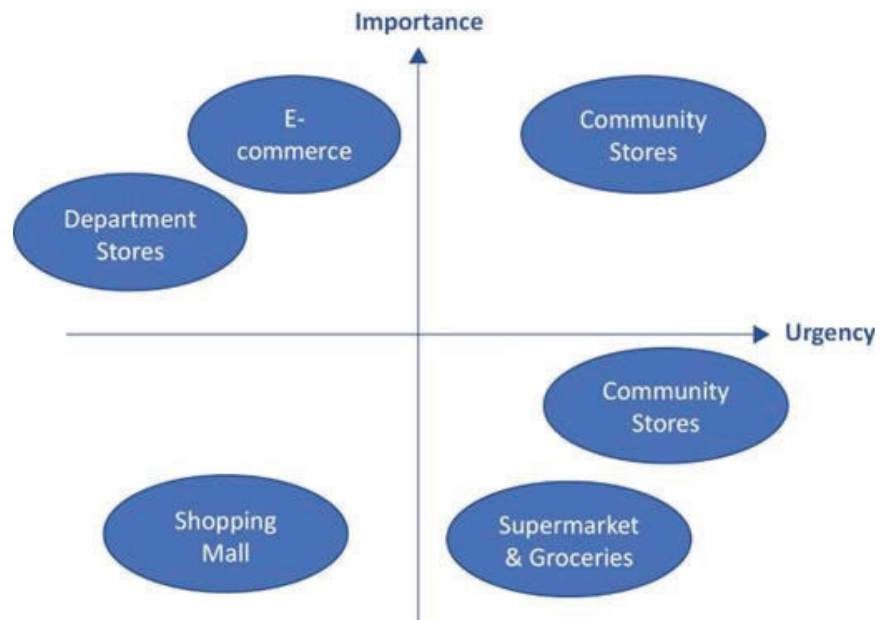 Importance
E-
commerce
Community
Stores
Department
Stores
Urgency
Community
Stores
Shopping
Mall
Supermarket
& Groceries